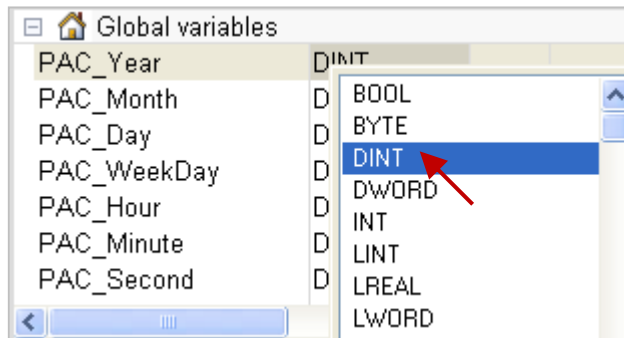 Global variables
PAC_Year DINT
PAC_Month D
PAC_Day D
PAC_WeekDay D
PAC_Hour D
PAC_Minute D
PAC_Second D
BOOL
BYTE
DINT
DWORD
INT
LINT
LREAL
LWORD